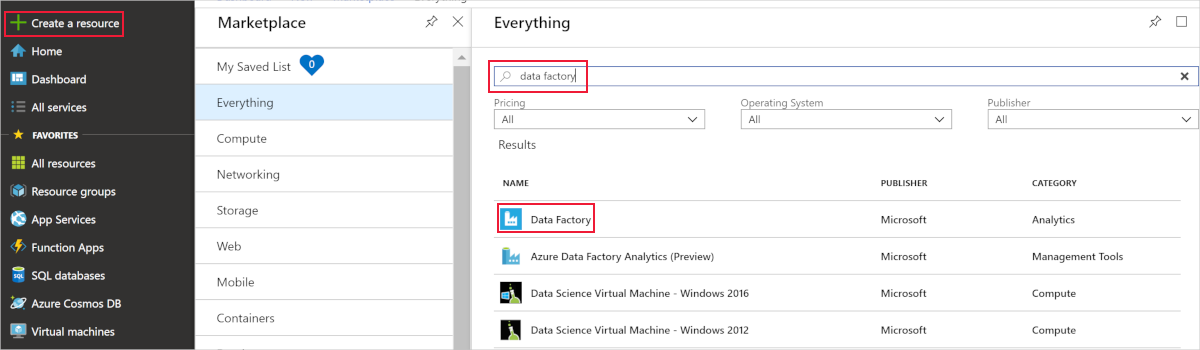 Create a resource
Home
Dashboard
All services
FAVORITES
All resources
Resource groups
App Services
Function Apps
SQL databases
Azure Cosmos DB
Virtual machines
Marketplace
My Saved List 0
Everything
Compute
Networking
Storage
Web
Mobile
Containers
Everything
data factory
Pricing Operating System Publisher
All All All
Results
NAME PUBLISHER CATEGORY
Data Factory Microsoft Analytics
Azure Data Factory Analytics (Preview) Microsoft Management Tools
Data Science Virtual Machine - Windows 2016 Microsoft Compute
Data Science Virtual Machine - Windows 2012 Microsoft Compute